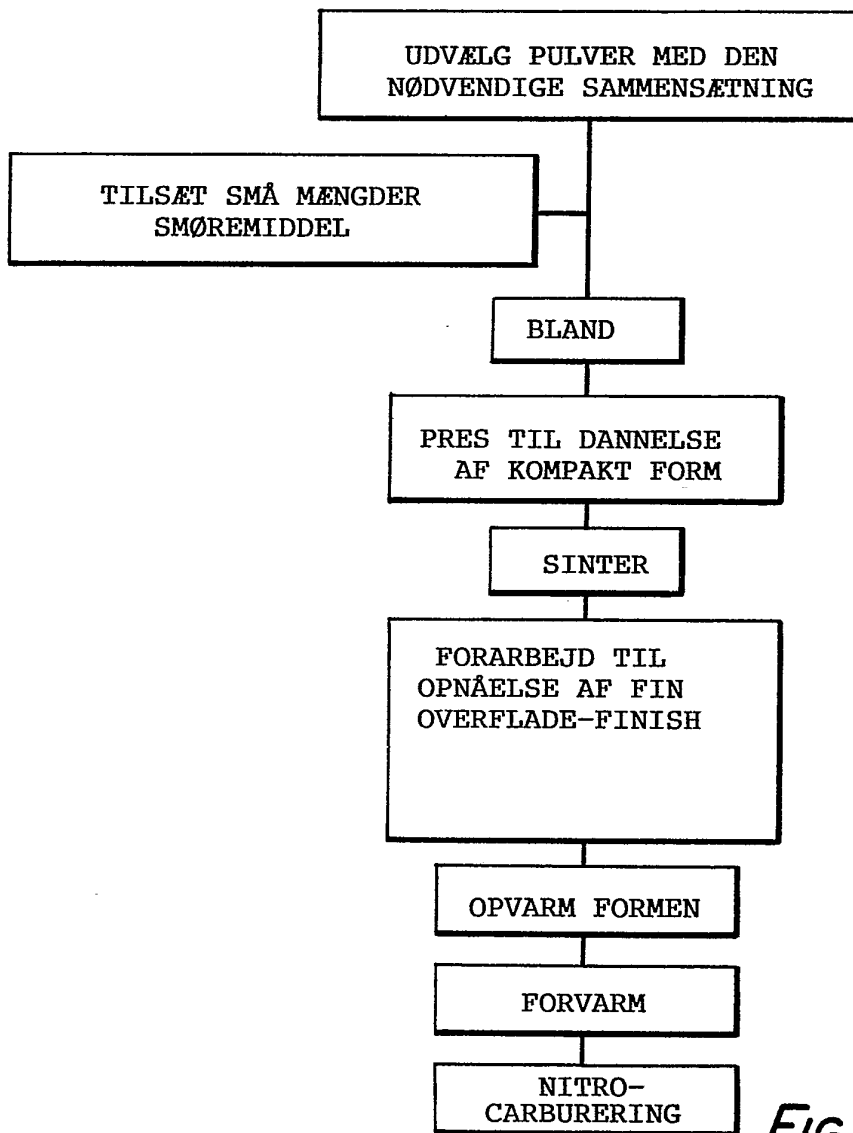 UDVÆLG PULVER MED DEN
NØDVENDIGE SAMMENSÆTNING
TILSÆT SMÅ MÆNGDER
SMØREMIDDEL
BLAND
PRES TIL DANNELSE
AF KOMPAKT FORM
SINTER
FORARBEJD TIL
OPNÅELSE AF FIN
OVERFLADE-FINISH
OPVARM FORMEN
FORVARM
NITRO-
CARBURERING
FIG